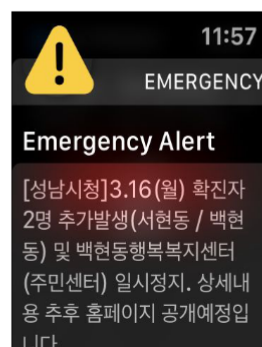 11:57
EMERGENCY
Emergency Alert
[성남시청]3.16(월) 확진자
2명 추가발생(서현동 / 백현
동) 및 백현동행복복지센터
(주민센터) 일시정지. 상세내
용 추후 홈페이지 공개예정입
니다